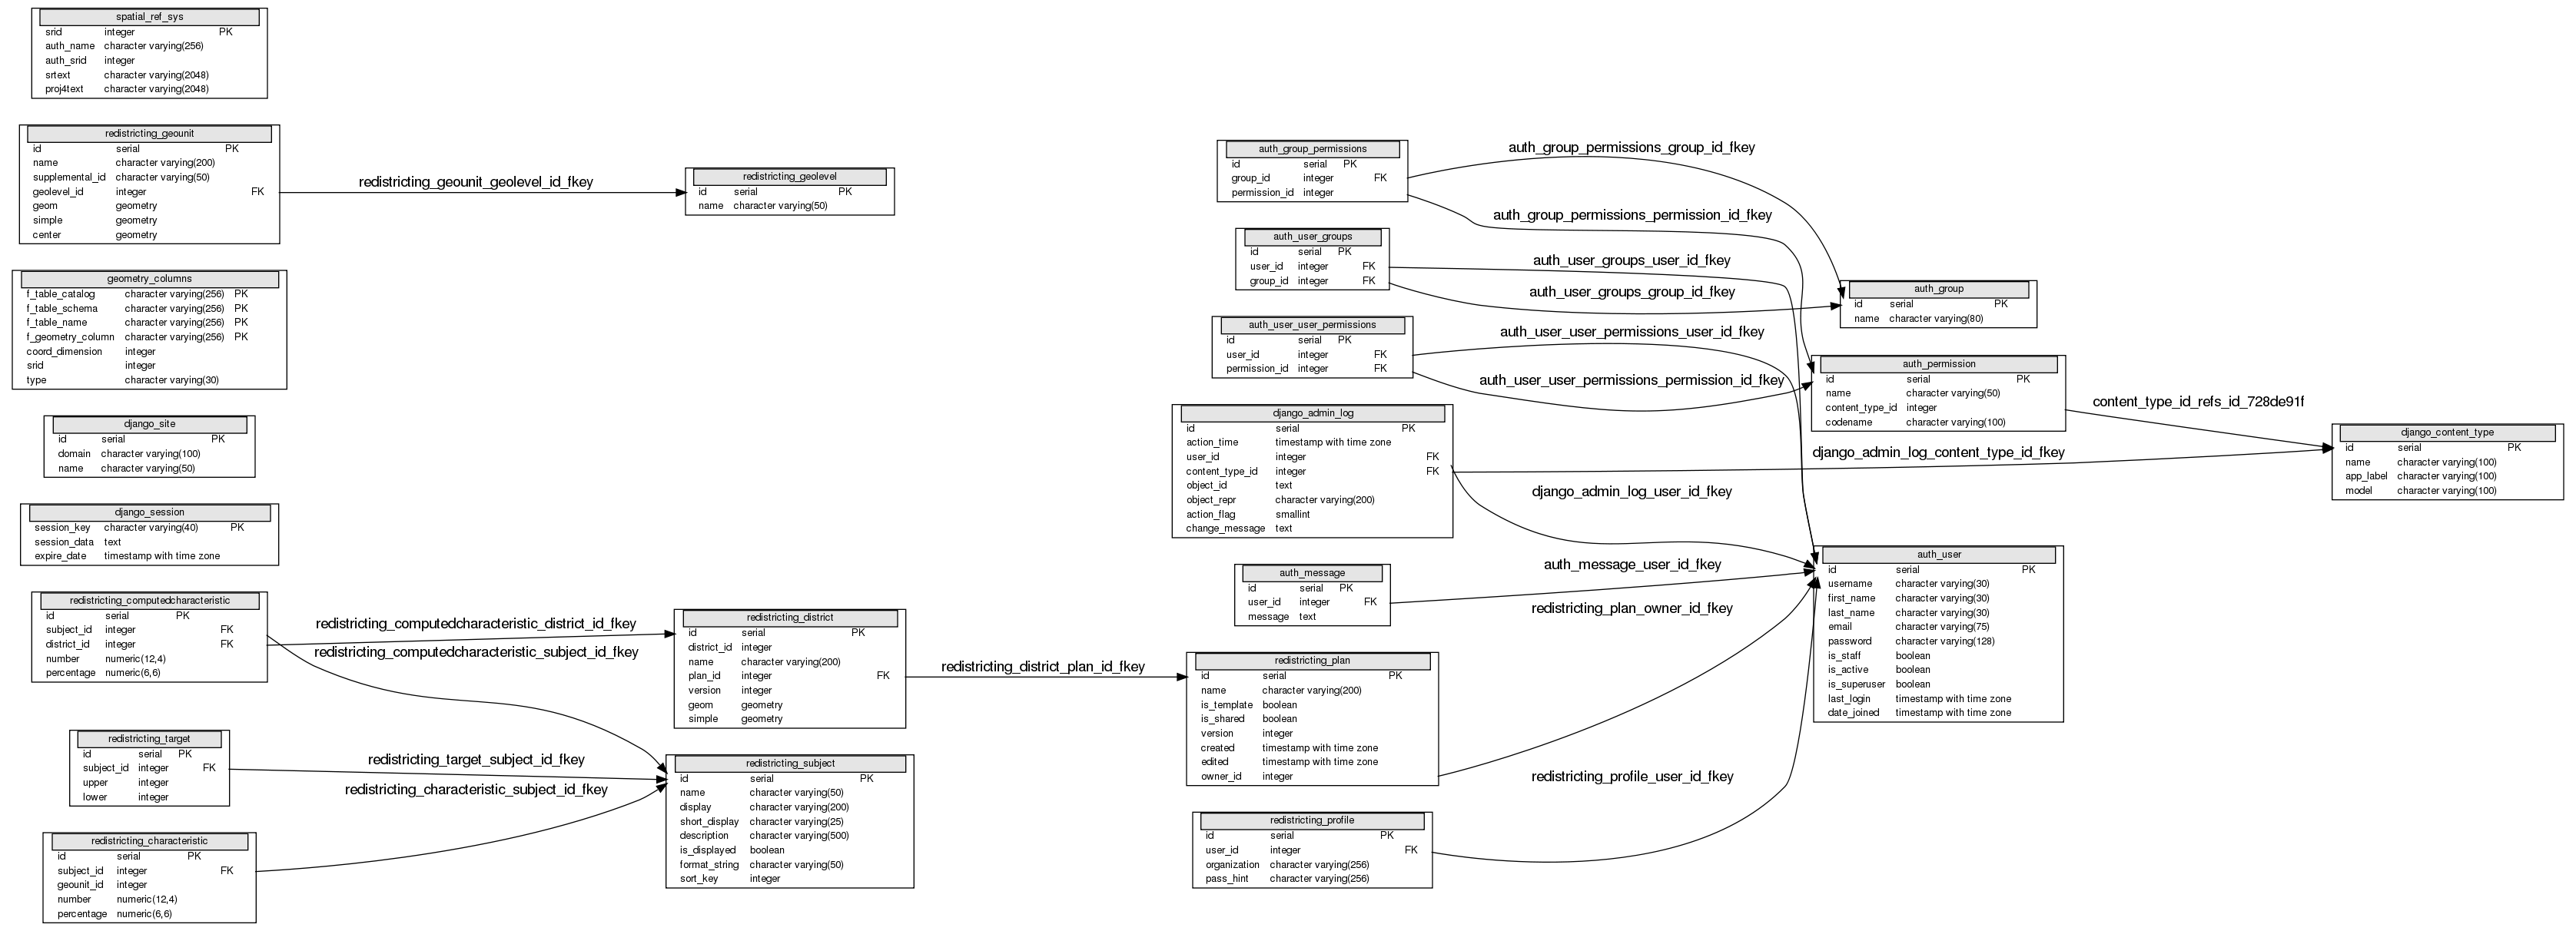 spatial_ref_sys
srid integer PK
auth_name character varying(256)
auth_srid integer
srtext character varying(2048)
proj4text character varying(2048)
redistricting_geounit
id serial PK
name character varying(200)
supplemental_id character varying(50)
geolevel_id integer FK
geom geometry
simple geometry
center geometry
redistricting_geounit_geolevel_id_fkey
redistricting_geolevel
id serial PK
name character varying(50)
geometry_columns
f_table_catalog character varying(256) PK
f_table_schema character varying(256) PK
f_table_name character varying(256) PK
f_geometry_column character varying(256) PK
coord_dimension integer
srid integer
type character varying(30)
django_site
id serial PK
domain character varying(100)
name character varying(50)
django_session
session_key character varying(40) PK
session_data text
expire_date timestamp with time zone
redistricting_computedcharacteristic
id serial PK
subject_id integer FK
district_id integer FK
number numeric(12,4)
percentage numeric(6,6)
redistricting_computedcharacteristic_district_id_fkey
redistricting_computedcharacteristic_subject_id_fkey
redistricting_target
id serial PK
subject_id integer FK
upper integer
lower integer
redistricting_target_subject_id_fkey
redistricting_characteristic_subject_id_fkey
redistricting_characteristic
id serial PK
subject_id integer FK
geounit_id integer
number numeric(12,4)
percentage numeric(6,6)
redistricting_district
id serial PK
district_id integer
name character varying(200)
plan_id integer FK
version integer
geom geometry
simple geometry
redistricting_district_plan_id_fkey
redistricting_subject
id serial PK
name character varying(50)
display character varying(200)
short_display character varying(25)
description character varying(500)
is_displayed boolean
format_string character varying(50)
sort_key integer
auth_group_permissions
id serial PK
group_id integer FK
permission_id integer
auth_group_permissions_group_id_fkey
auth_group_permissions_permission_id_fkey
auth_user_groups
id serial PK
user_id integer FK
group_id integer FK
auth_user_groups_user_id_fkey
auth_user_groups_group_id_fkey
auth_user_user_permissions
id serial PK
user_id integer FK
permission_id integer FK
auth_user_user_permissions_user_id_fkey
auth_user_user_permissions_permission_id_fkey
django_admin_log
id serial PK
action_time timestamp with time zone
user_id integer FK
content_type_id integer FK
object_id text
object_repr character varying(200)
action_flag smallint
change_message text
django_admin_log_content_type_id_fkey
django_admin_log_user_id_fkey
auth_message
id serial PK
user_id integer FK
message text
auth_message_user_id_fkey
redistricting_plan_owner_id_fkey
redistricting_plan
id serial PK
name character varying(200)
is_template boolean
is_shared boolean
version integer
created timestamp with time zone
edited timestamp with time zone
owner_id integer
redistricting_profile_user_id_fkey
redistricting_profile
id serial PK
user_id integer FK
organization character varying(256)
pass_hint character varying(256)
auth_group
id serial PK
name character varying(80)
auth_permission
id serial PK
name character varying(50)
content_type_id integer
codename character varying(100)
content_type_id_refs_id_728de91f
auth_user
id serial PK
username character varying(30)
first_name character varying(30)
last_name character varying(30)
email character varying(75)
password character varying(128)
is_staff boolean
is_active boolean
is_superuser boolean
last_login timestamp with time zone
date_joined timestamp with time zone
django_content_type
id serial PK
name character varying(100)
app_label character varying(100)
model character varying(100)